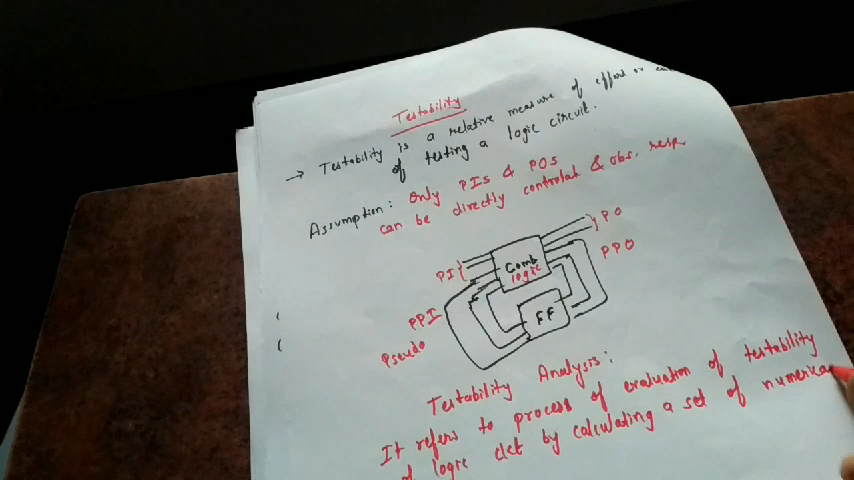 Testability
→ Testability is a relative measure of effort or
of testing a logic circuit.
Assumption: Only PIs & POs
can be directly controlled & obs. resp.
PI
Comb
logic
PO
PPO
PPI
Pseudo
FF
Testability Analysis:
It refers to process of evaluation of testability
of logic ckt by calculating a set of numerica